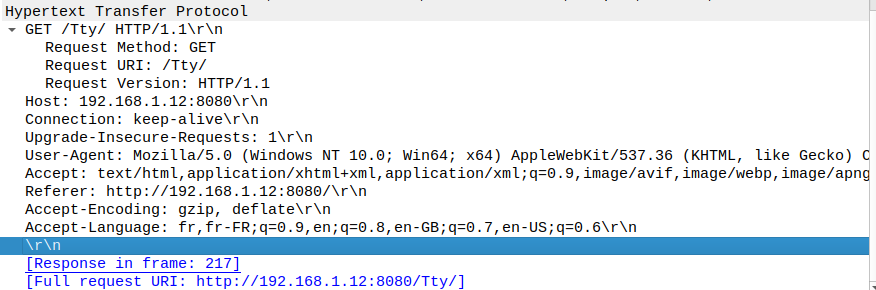 Hypertext Transfer Protocol
GET /Tty/ HTTP/1.1\r\n
Request Method: GET
Request URI: /Tty/
Request Version: HTTP/1.1
Host: 192.168.1.12:8080\r\n
Connection: keep-alive\r\n
Upgrade-Insecure-Requests: 1\r\n
User-Agent: Mozilla/5.0 (Windows NT 10.0; Win64; x64) AppleWebKit/537.36 (KHTML, like Gecko) C
Accept: text/html,application/xhtml+xml,application/xml;q=0.9,image/avif,image/webp,image/apng
Referer: http://192.168.1.12:8080/\r\n
Accept-Encoding: gzip, deflate\r\n
Accept-Language: fr,fr-FR;q=0.9,en;q=0.8,en-GB;q=0.7,en-US;q=0.6\r\n
\r\n
[Response in frame: 217]
[Full request URI: http://192.168.1.12:8080/Tty/]